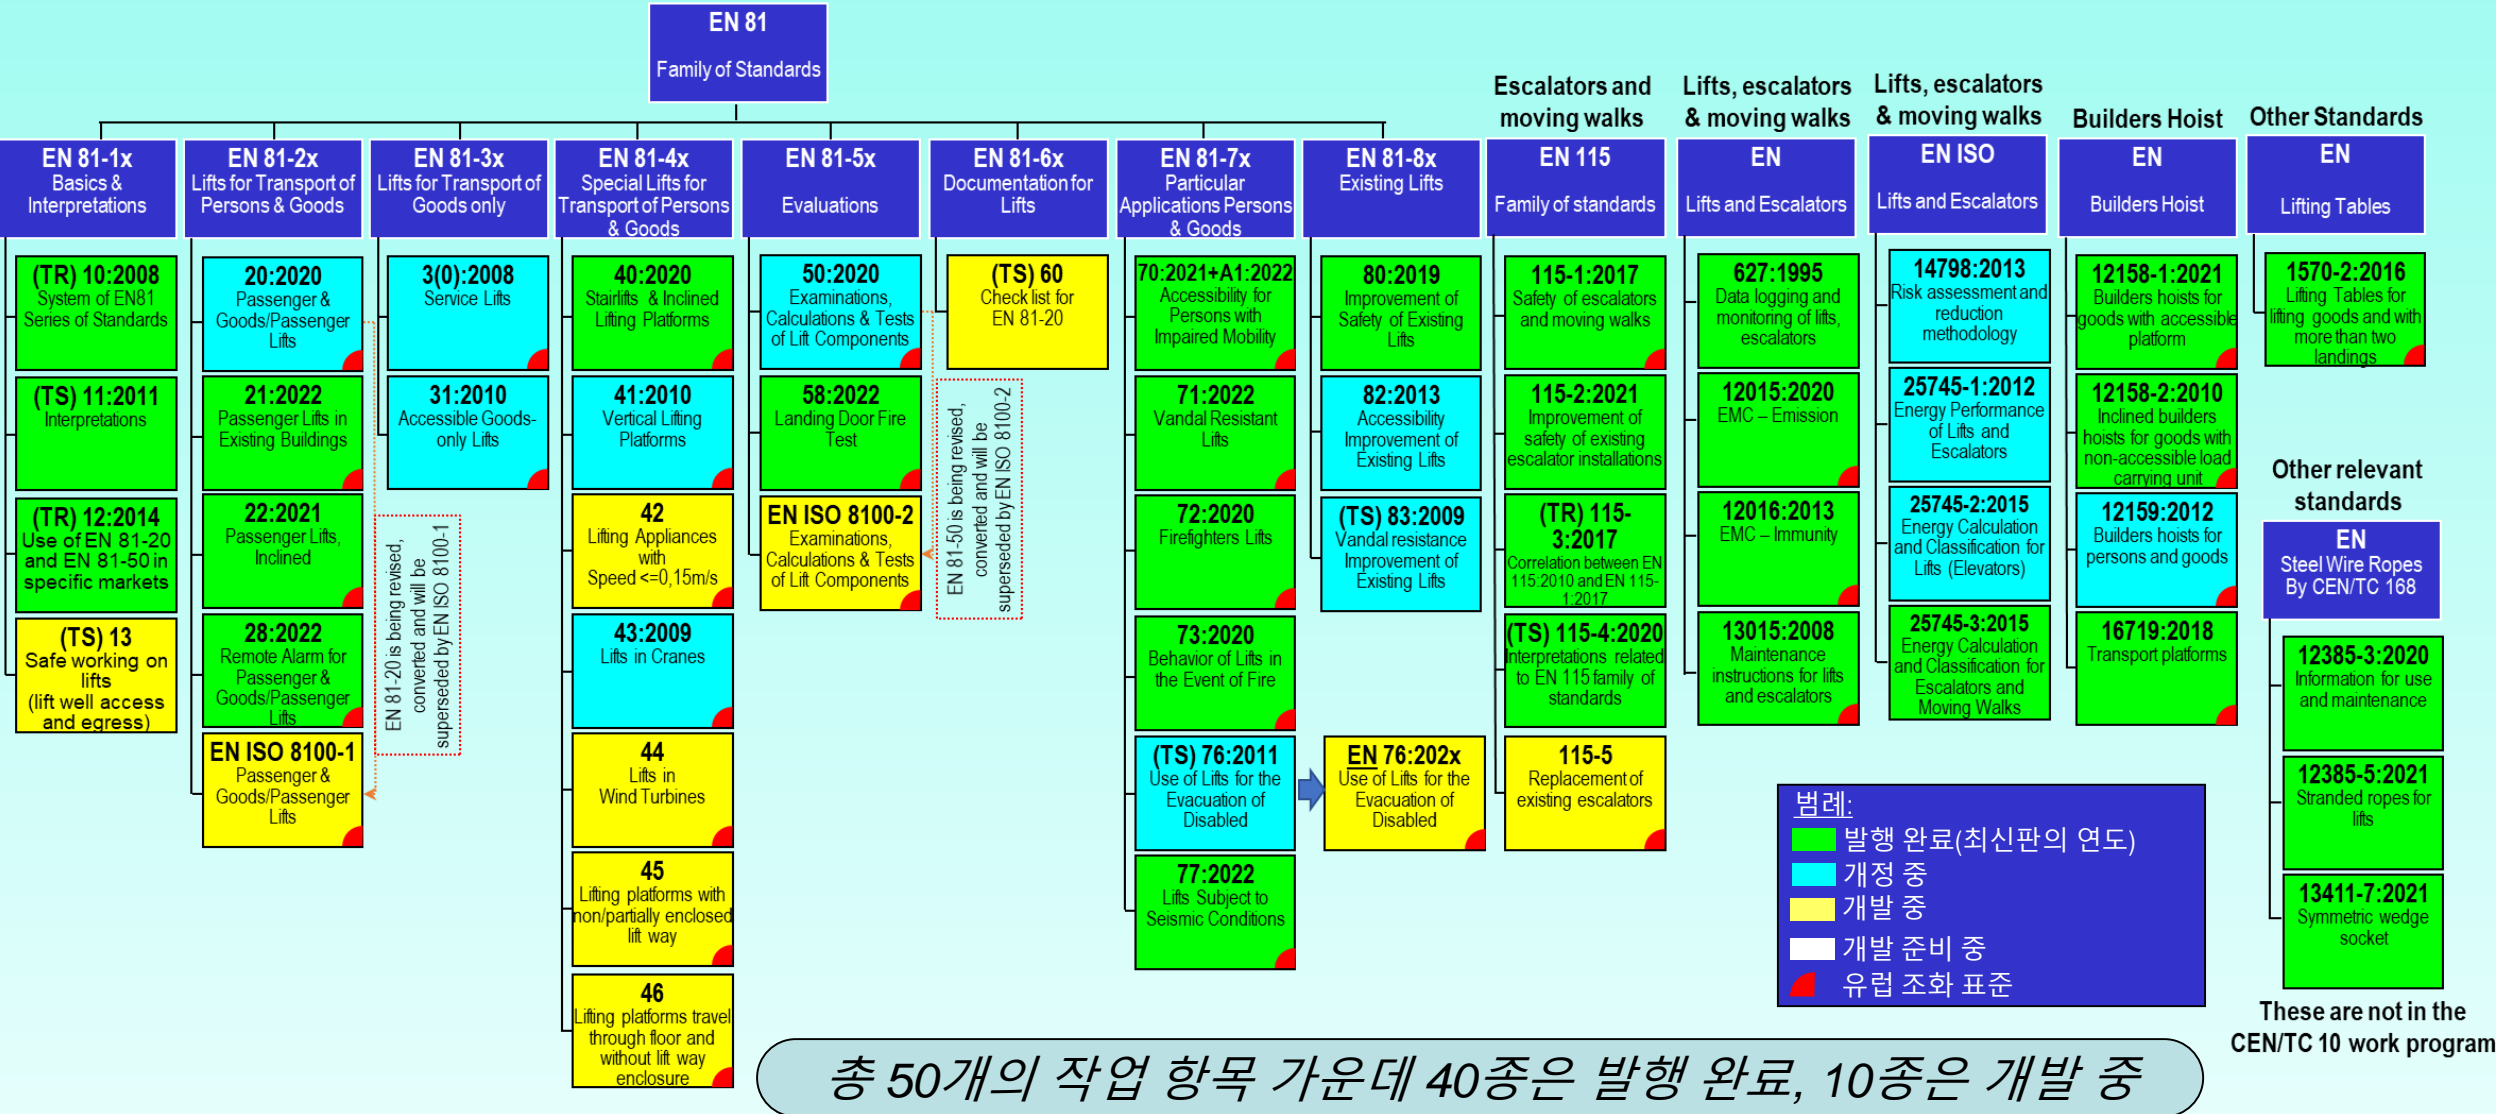 EN 81
Family of Standards
EN 81-1x
Basics &
Interpretations
(TR) 10:2008
System of EN81
Series of Standards
(TS) 11:2011
Interpretations
(TR) 12:2014
Use of EN 81-20
and EN 81-50 in
specific markets
(TS) 13
Safe working on
lifts
(lift well access
and egress)
EN 81-2x
Lifts for Transport of
Persons & Goods
20:2020
Passenger &
Goods/Passenger
Lifts
21:2022
Passenger Lifts in
Existing Buildings
22:2021
Passenger Lifts,
Inclined
28:2022
Remote Alarm for
Passenger &
Goods/Passenger
Lifts
EN ISO 8100-1
Passenger &
Goods/Passenger
Lifts
EN 81-20 is being revised,
converted and will be
superseded by EN ISO 8100-1
EN 81-3x
Lifts for Transport of
Goods only
3(0):2008
Service Lifts
31:2010
Accessible Goods-
only Lifts
EN 81-4x
Special Lifts for
Transport of Persons
& Goods
40:2020
Stairlifts & Inclined
Lifting Platforms
41:2010
Vertical Lifting
Platforms
42
Lifting Appliances
with
Speed <=0,15m/s
43:2009
Lifts in Cranes
44
Lifts in
Wind Turbines
45
Lifting platforms with
non/partially enclosed
lift way
46
Lifting platforms travel
through floor and
without lift way
enclosure
EN 81-5x
Evaluations
50:2020
Examinations,
Calculations & Tests
of Lift Components
58:2022
Landing Door Fire
Test
EN ISO 8100-2
Examinations,
Calculations & Tests
of Lift Components
EN 81-50 is being revised,
converted and will be
superseded by EN ISO 8100-2
EN 81-6x
Documentation for
Lifts
(TS) 60
Check list for
EN 81-20
EN 81-7x
Particular
Applications Persons
& Goods
70:2021+A1:2022
Accessibility for
Persons with
Impaired Mobility
71:2022
Vandal Resistant
Lifts
72:2020
Firefighters Lifts
73:2020
Behavior of Lifts in
the Event of Fire
(TS) 76:2011
Use of Lifts for the
Evacuation of
Disabled
77:2022
Lifts Subject to
Seismic Conditions
EN 81-8x
Existing Lifts
80:2019
Improvement of
Safety of Existing
Lifts
82:2013
Accessibility
Improvement of
Existing Lifts
(TS) 83:2009
Vandal resistance
Improvement of
Existing Lifts
EN 76:202x
Use of Lifts for the
Evacuation of
Disabled
Escalators and
moving walks
EN 115
Family of standards
115-1:2017
Safety of escalators
and moving walks
115-2:2021
Improvement of
safety of existing
escalator installations
(TR) 115-
3:2017
Correlation between EN
115:2010 and EN 115-
1:2017
(TS) 115-4:2020
Interpretations related
to EN 115 family of
standards
115-5
Replacement of
existing escalators
Lifts, escalators
& moving walks
EN
Lifts and Escalators
627:1995
Data logging and
monitoring of lifts,
escalators
12015:2020
EMC – Emission
12016:2013
EMC – Immunity
13015:2008
Maintenance
instructions for lifts
and escalators
Lifts, escalators
& moving walks
EN ISO
Lifts and Escalators
14798:2013
Risk assessment and
reduction
methodology
25745-1:2012
Energy Performance
of Lifts and
Escalators
25745-2:2015
Energy Calculation
and Classification for
Lifts (Elevators)
25745-3:2015
Energy Calculation
and Classification for
Escalators and
Moving Walks
Builders Hoist
EN
Builders Hoist
12158-1:2021
Builders hoists for
goods with accessible
platform
12158-2:2010
Inclined builders
hoists for goods with
non-accessible load
carrying unit
12159:2012
Builders hoists for
persons and goods
16719:2018
Transport platforms
Other Standards
EN
Lifting Tables
1570-2:2016
Lifting Tables for
lifting goods and with
more than two
landings
Other relevant
standards
EN
Steel Wire Ropes
By CEN/TC 168
12385-3:2020
Information for use
and maintenance
12385-5:2021
Stranded ropes for
lifts
13411-7:2021
Symmetric wedge
socket
These are not in the
CEN/TC 10 work program
범례:
발행 완료(최신판의 연도)
개정 중
개발 중
개발 준비 중
유럽 조화 표준
총 50개의 작업 항목 가운데 40종은 발행 완료, 10종은 개발 중